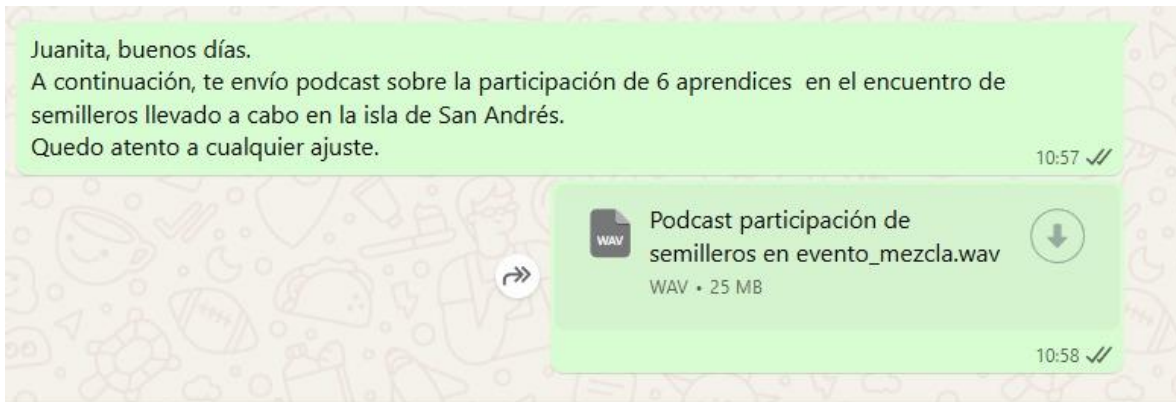 Juanita, buenos días.
A continuación, te envío podcast sobre la participación de 6 aprendices  en el encuentro de
semilleros llevado a cabo en la isla de San Andrés.
Quedo atento a cualquier ajuste.
10:57
Podcast participación de
semilleros en evento_mezcla.wav
WAV
WAV • 25 MB
10:58